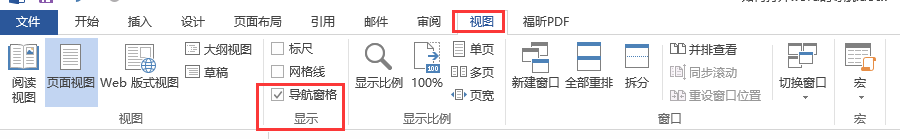 文件 开始 插入 设计 页面布局 引用 邮件 审阅 视图 福昕PDF
阅读视图 页面视图 Web 版式视图
大纲视图
草稿
视图
标尺
网格线
导航窗格
显示
显示比例 100
100%
单页
多页
页宽
显示比例
新建窗口 全部重排 拆分
并排查看
同步滚动
重设窗口位置
切换窗口
窗口
宏
宏